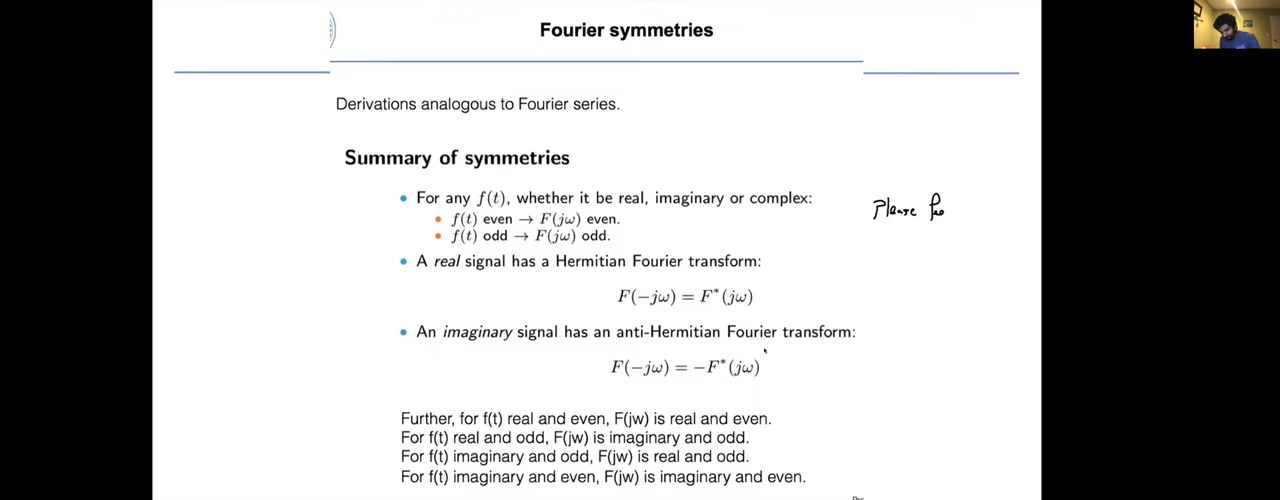 Fourier symmetries
Derivations analogous to Fourier series.
Summary of symmetries
• For any f(t), whether it be real, imaginary or complex:
• f(t) even → F(jω) even.
• f(t) odd → F(jω) odd.
Please
• A real signal has a Hermitian Fourier transform:
F(−jω) = F*(jω)
• An imaginary signal has an anti-Hermitian Fourier transform:
F(−jω) = −F*(jω)
Further, for f(t) real and even, F(jw) is real and even.
For f(t) real and odd, F(jw) is imaginary and odd.
For f(t) imaginary and odd, F(jw) is real and odd.
For f(t) imaginary and even, F(jw) is imaginary and even.